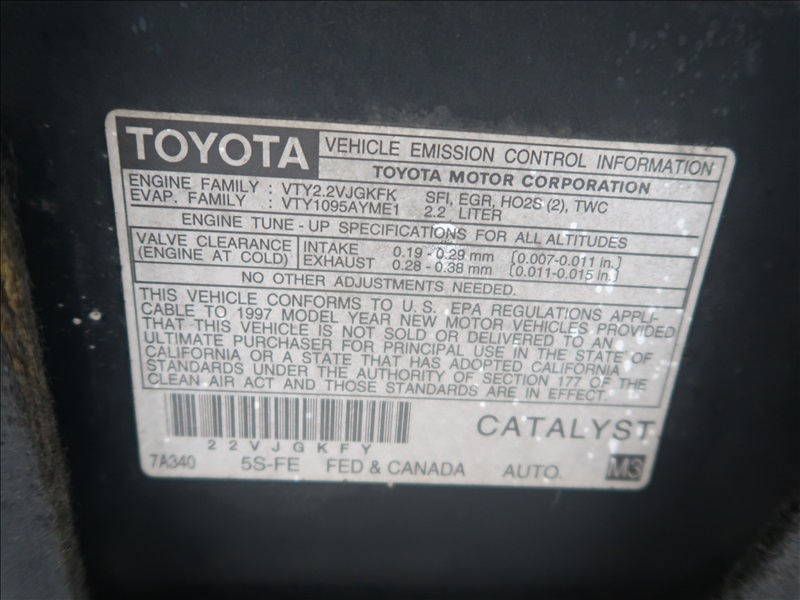 TOYOTA VEHICLE EMISSION CONTROL INFORMATION
TOYOTA MOTOR CORPORATION
ENGINE FAMILY : VTY2.2VJGKFK SFI, EGR, HO2S (2), TWC
EVAP. FAMILY : VTY1095AYME1 2.2 LITER
ENGINE TUNE - UP SPECIFICATIONS FOR ALL ALTITUDES
VALVE CLEARANCE INTAKE 0.19 - 0.29 mm [0.007-0.011 in.]
(ENGINE AT COLD) EXHAUST 0.28 - 0.38 mm [0.011-0.015 in.]
NO OTHER ADJUSTMENTS NEEDED.
THIS VEHICLE CONFORMS TO U.S. EPA REGULATIONS APPLI-
CABLE TO 1997 MODEL YEAR NEW MOTOR VEHICLES PROVIDED
THAT THIS VEHICLE IS NOT SOLD OR DELIVERED TO AN
ULTIMATE PURCHASER FOR PRINCIPAL USE IN THE STATE OF
CALIFORNIA OR A STATE THAT HAS ADOPTED CALIFORNIA
STANDARDS UNDER THE AUTHORITY OF SECTION 177 OF THE
CLEAN AIR ACT AND THOSE STANDARDS ARE IN EFFECT.
22VJGKFY CATALYST
7A340 5S-FE FED & CANADA AUTO. M3